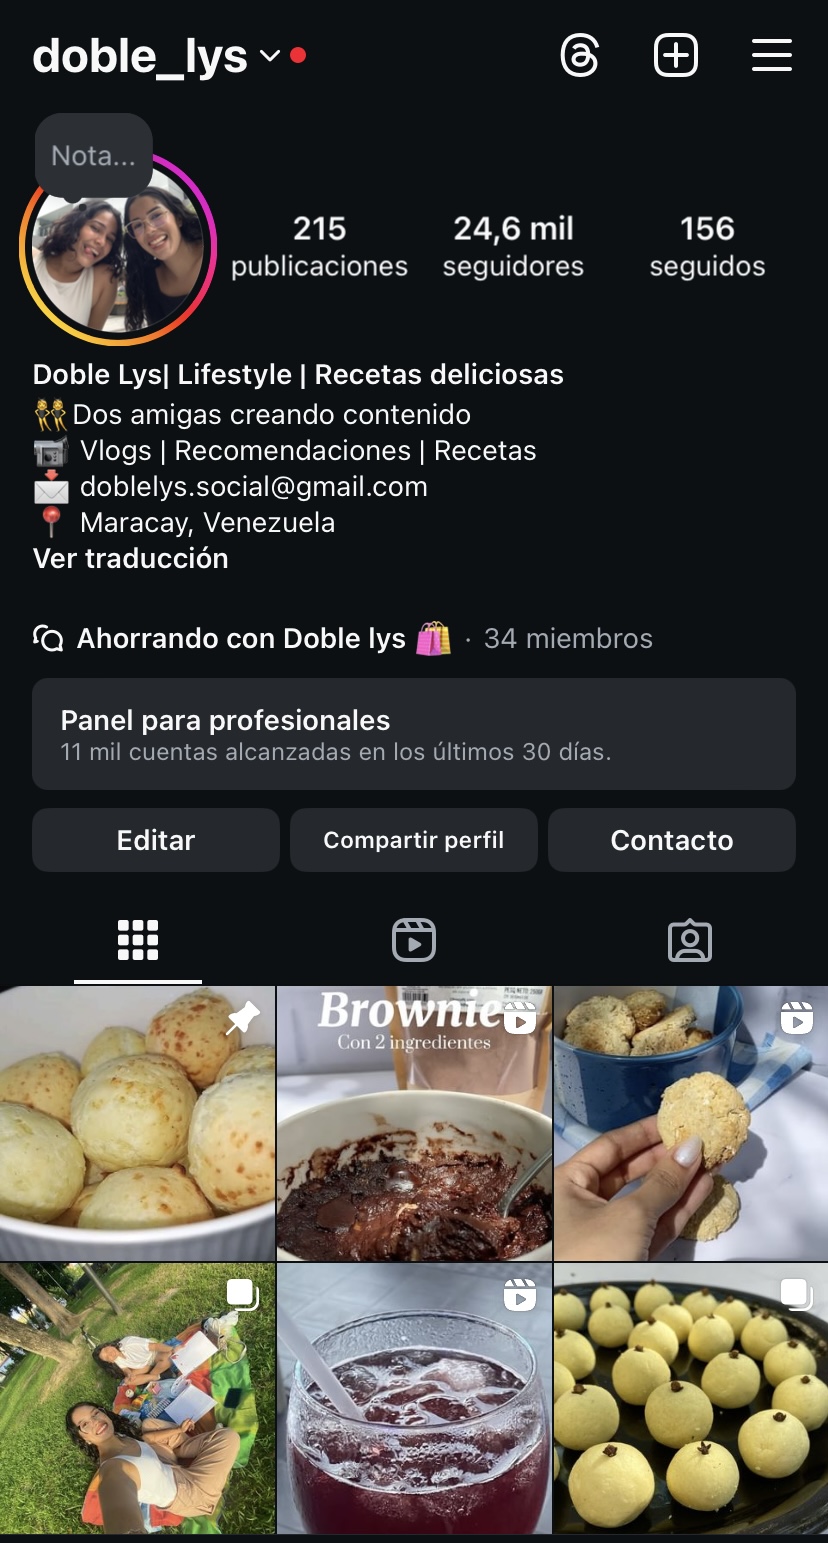 doble_lys
Nota...
215 24,6 mil 156
publicaciones seguidores seguidos
Doble Lys| Lifestyle | Recetas deliciosas
👯Dos amigas creando contenido
📹 Vlogs | Recomendaciones | Recetas
📩 doblelys.social@gmail.com
📍 Maracay, Venezuela
Ver traducción
Ahorrando con Doble lys 🛍️ · 34 miembros
Panel para profesionales
11 mil cuentas alcanzadas en los últimos 30 días.
Editar Compartir perfil Contacto
Brownie
Con 2 ingredientes